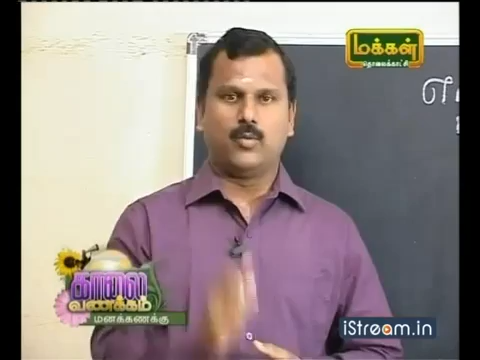 மக்கள்
தொலைக்காட்சி
எ
காலை
வணக்கம்
மனக்கணக்கு
iStream.in